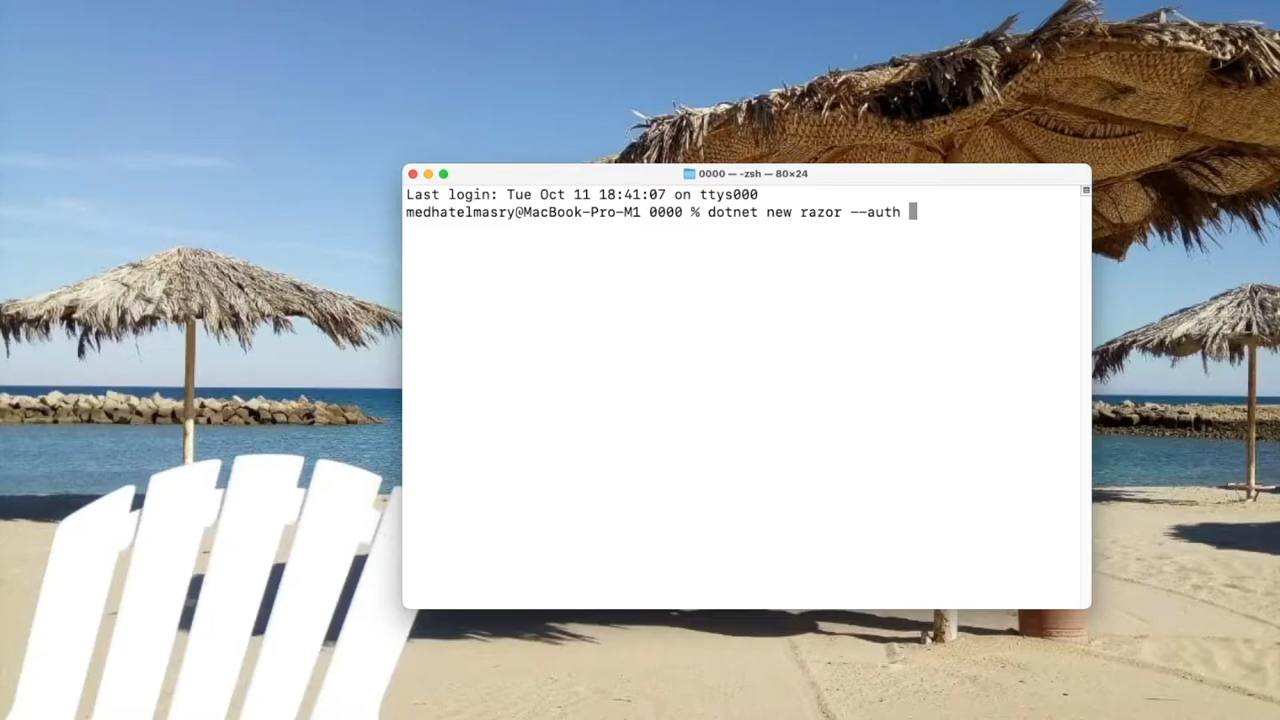 0000 — -zsh — 80×24
Last login: Tue Oct 11 18:41:07 on ttys000
medhatelmasry@MacBook-Pro-M1 0000 % dotnet new razor --auth